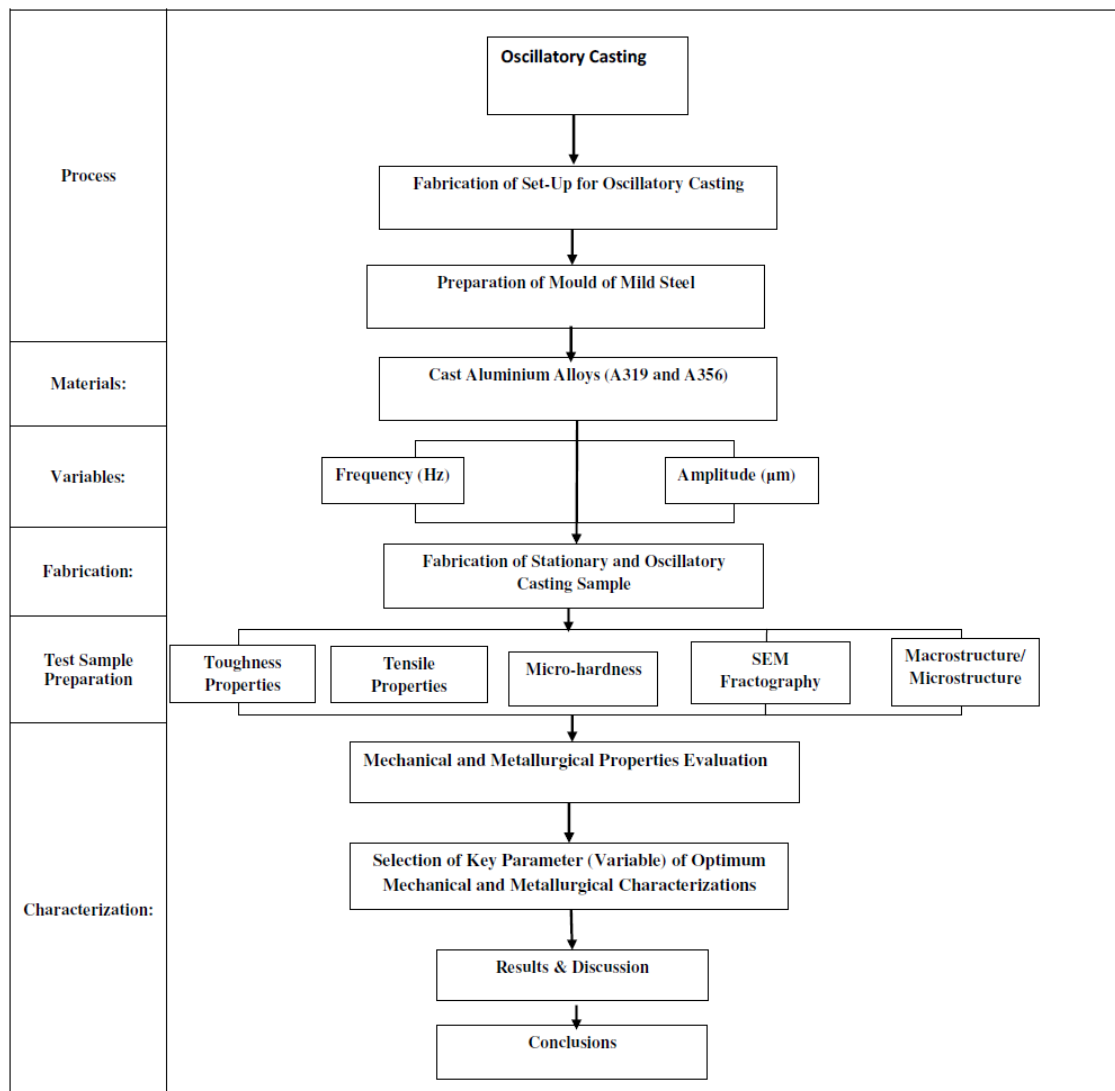 Oscillatory Casting
Process
Fabrication of Set-Up for Oscillatory Casting
Preparation of Mould of Mild Steel
Materials:
Cast Aluminium Alloys (A319 and A356)
Variables:
Frequency (Hz)
Amplitude (μm)
Fabrication:
Fabrication of Stationary and Oscillatory
Casting Sample
Test Sample
Preparation
Toughness
Properties
Tensile
Properties
Micro-hardness
SEM
Fractography
Macrostructure/
Microstructure
Characterization:
Mechanical and Metallurgical Properties Evaluation
Selection of Key Parameter (Variable) of Optimum
Mechanical and Metallurgical Characterizations
Results & Discussion
Conclusions